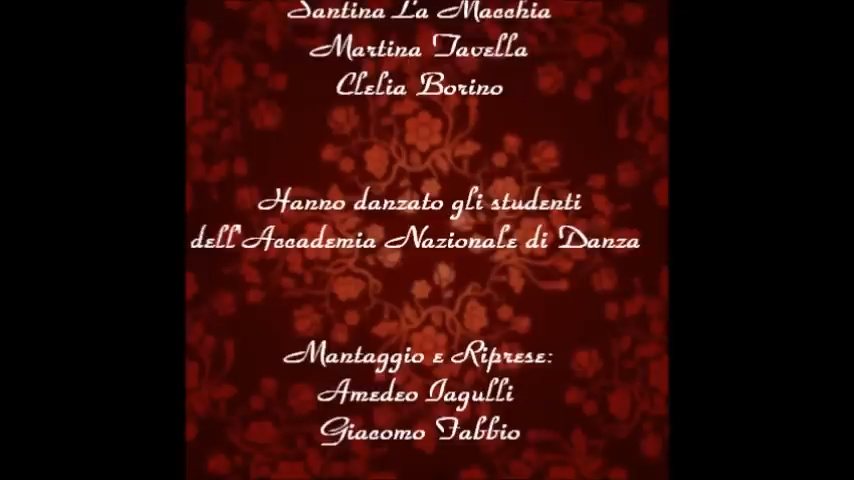 Santina La Macchia
Martina Tavella
Clelia Borino
Hanno danzato gli studenti
dell'Accademia Nazionale di Danza
Mantaggio e Riprese:
Amedeo Iagulli
Giacomo Fabbio